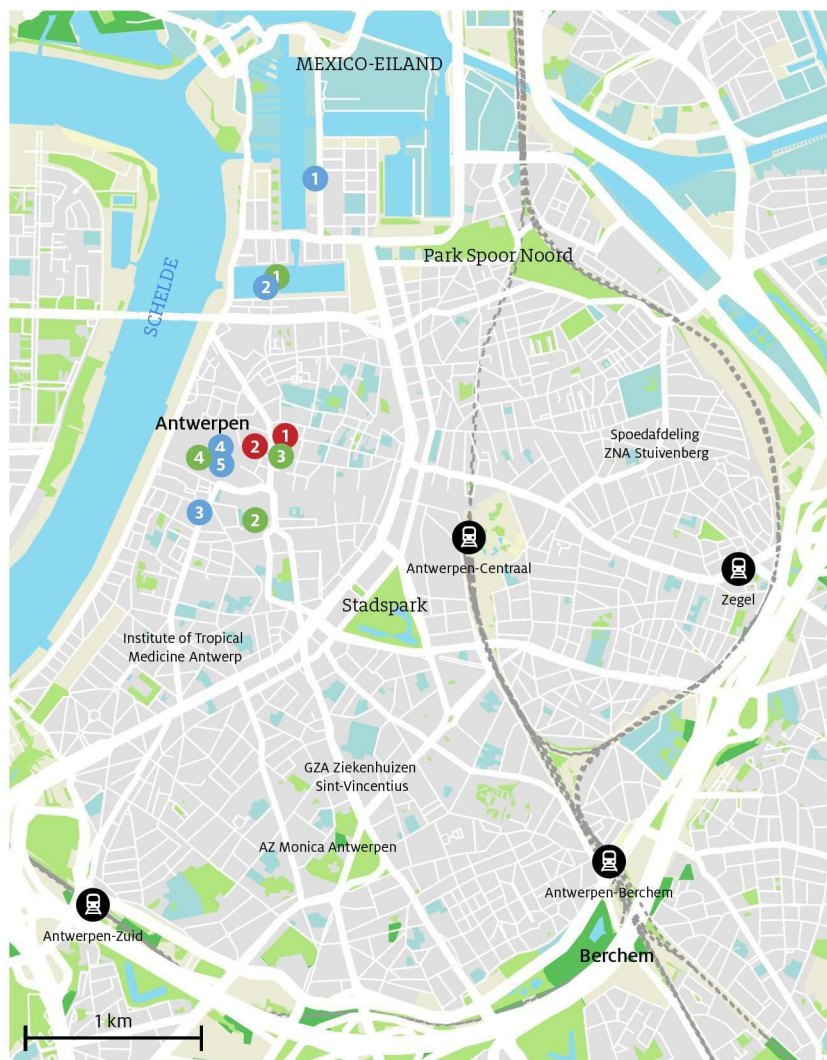 MEXICO-EILAND
1
Park Spoor Noord
1
2
SCHELDE
Antwerpen
1
2
3
4
4
5
3
2
Spoedafdeling
ZNA Stuivenberg
Antwerpen-Centraal
Zegel
Stadspark
Institute of Tropical
Medicine Antwerp
GZA Ziekenhuizen
Sint-Vincentius
AZ Monica Antwerpen
Antwerpen-Berchem
Antwerpen-Zuid
Berchem
1 km